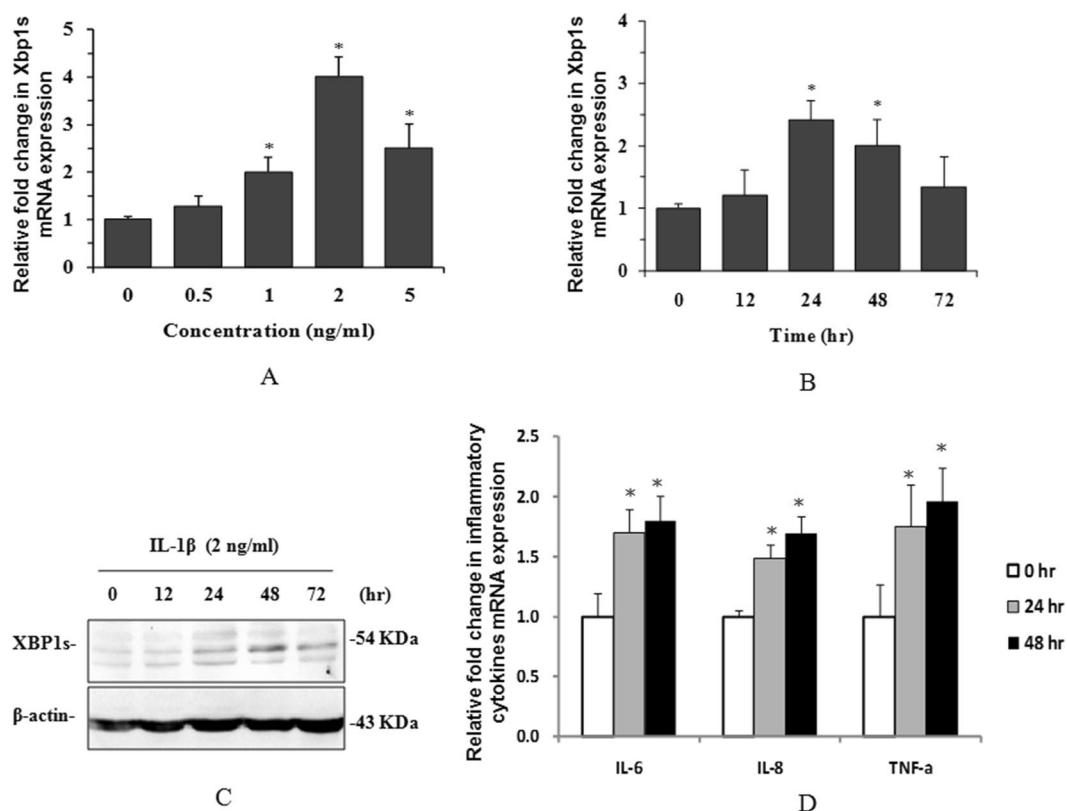 Relative fold change in Xbp1s
mRNA expression
5
4
3
2
1
0
*
*
*
0 0.5 1 2 5
Concentration (ng/ml)
A
Relative fold change in Xbp1s
mRNA expression
4
3
2
1
0
*
*
0 12 24 48 72
Time (hr)
B
IL-1β (2 ng/ml)
0 12 24 48 72 (hr)
XBP1s-
-54 KDa
β-actin-
-43 KDa
C
Relative fold change in inflammatory
cytokines mRNA expression
2.5
2.0
1.5
1.0
0.5
0.0
* *
* *
* *
IL-6 IL-8 TNF-a
0 hr
24 hr
48 hr
D